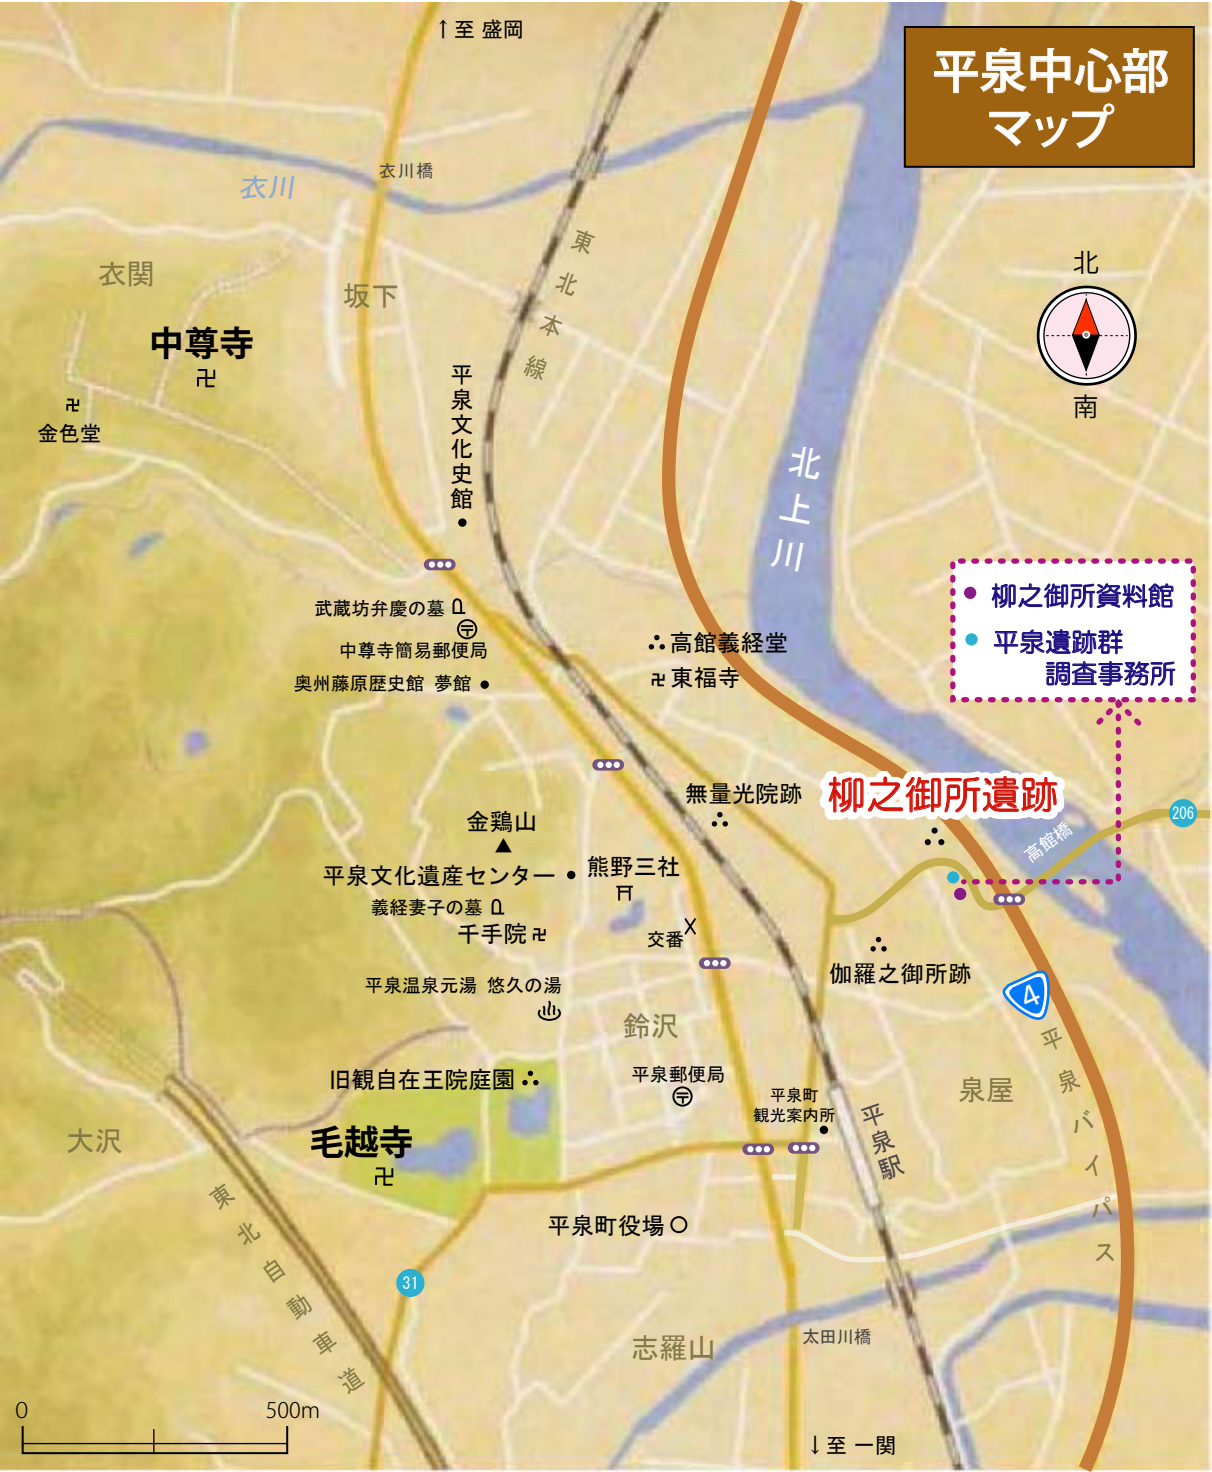 ↑至 盛岡
平泉中心部
マップ
衣川橋
衣川
東北本線
衣関
坂下
北
南
中尊寺
金色堂
平泉文化史館
北上川
柳之御所資料館
平泉遺跡群
調査事務所
武蔵坊弁慶の墓
中尊寺簡易郵便局
奥州藤原歴史館 夢館
高館義経堂
東福寺
無量光院跡
柳之御所遺跡
206
高館橋
金鶏山
平泉文化遺産センター
熊野三社
義経妻子の墓
千手院
交番
伽羅之御所跡
平泉温泉元湯 悠久の湯
4
鈴沢
平泉バイパス
旧観自在王院庭園
平泉郵便局
平泉町
観光案内所
泉屋
平泉駅
大沢
毛越寺
東北自動車道
平泉町役場
31
志羅山
太田川橋
0 500m
↓至 一関